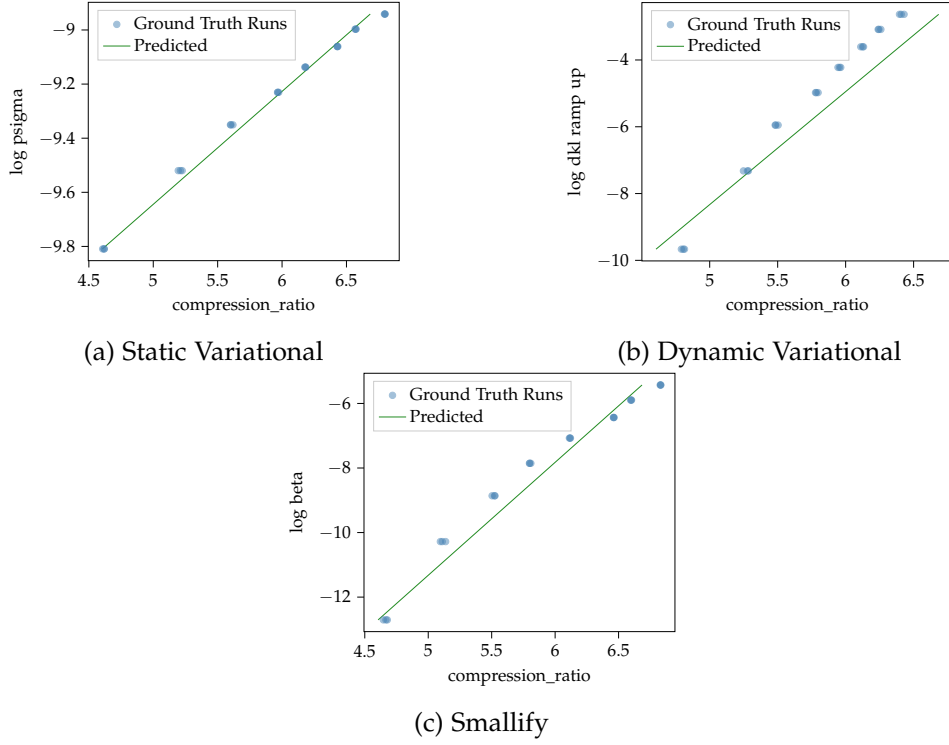 −9
−9.2
−9.4
−9.6
−9.8
log psigma
Ground Truth Runs
Predicted
4.5 5 5.5 6 6.5
compression_ratio
(a) Static Variational
−4
−6
−8
−10
log dkl ramp up
Ground Truth Runs
Predicted
5 5.5 6 6.5
compression_ratio
(b) Dynamic Variational
−6
−8
−10
−12
log beta
Ground Truth Runs
Predicted
4.5 5 5.5 6 6.5
compression_ratio
(c) Smallify